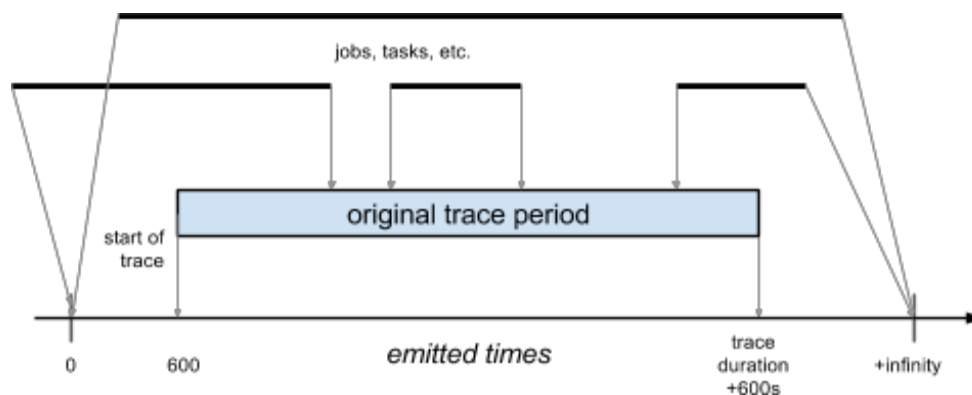 jobs, tasks, etc.
original trace period
start of
trace
0
600
emitted times
trace
duration
+600s
+infinity